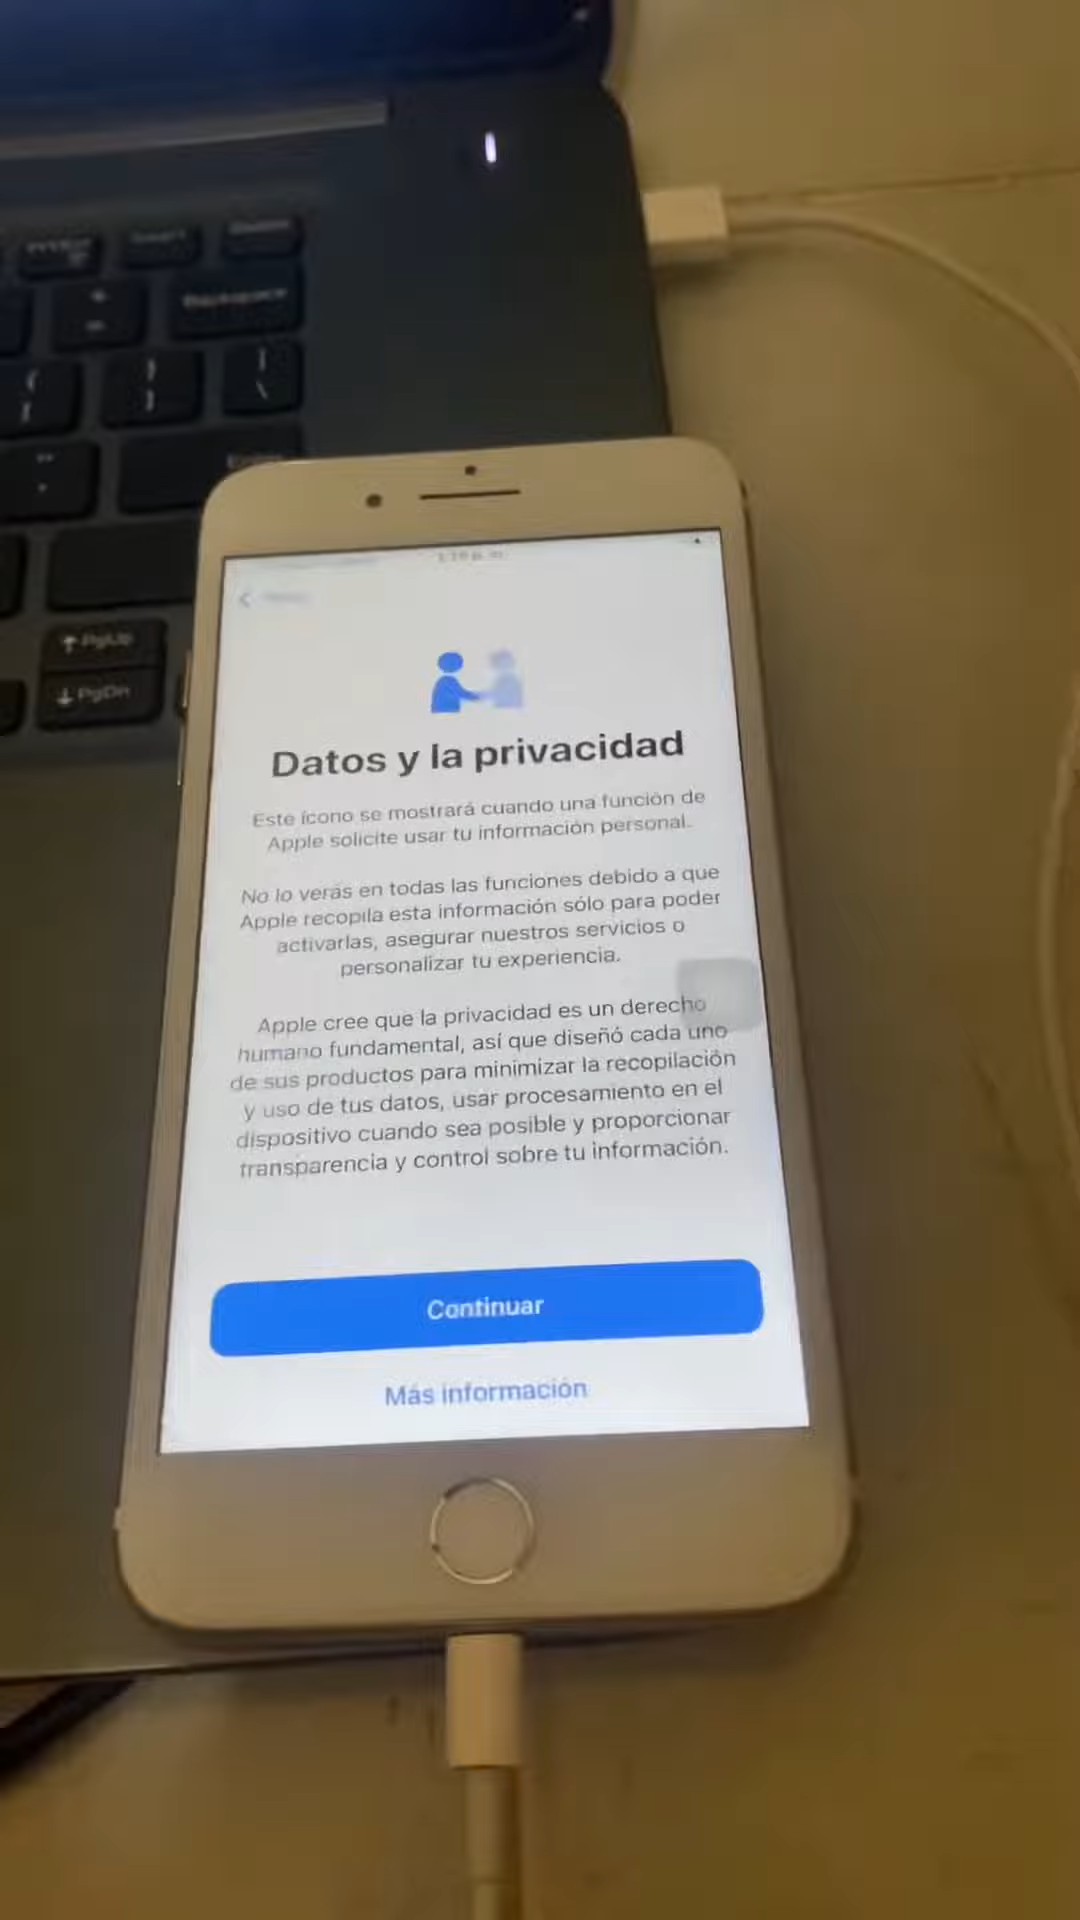 Backspace
PgUp
PgDn
Datos y la privacidad
Este ícono se mostrará cuando una función de
Apple solicite usar tu información personal.
No lo verás en todas las funciones debido a que
Apple recopila esta información sólo para poder
activarlas, asegurar nuestros servicios o
personalizar tu experiencia.
Apple cree que la privacidad es un derecho
humano fundamental, así que diseñó cada uno
de sus productos para minimizar la recopilación
y uso de tus datos, usar procesamiento en el
dispositivo cuando sea posible y proporcionar
transparencia y control sobre tu información.
Continuar
Más información